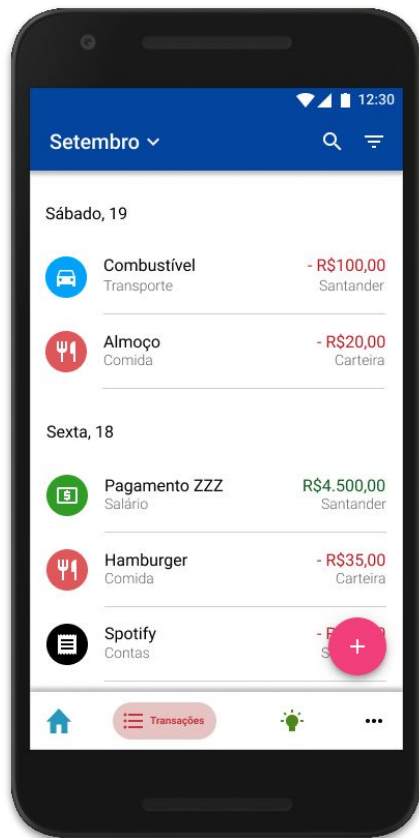 12:30
Setembro
Sábado, 19
Combustível - R$100,00
Transporte Santander
Almoço - R$20,00
Comida Carteira
Sexta, 18
Pagamento ZZZ R$4.500,00
Salário Santander
Hamburger - R$35,00
Comida Carteira
Spotify
Contas
Transações